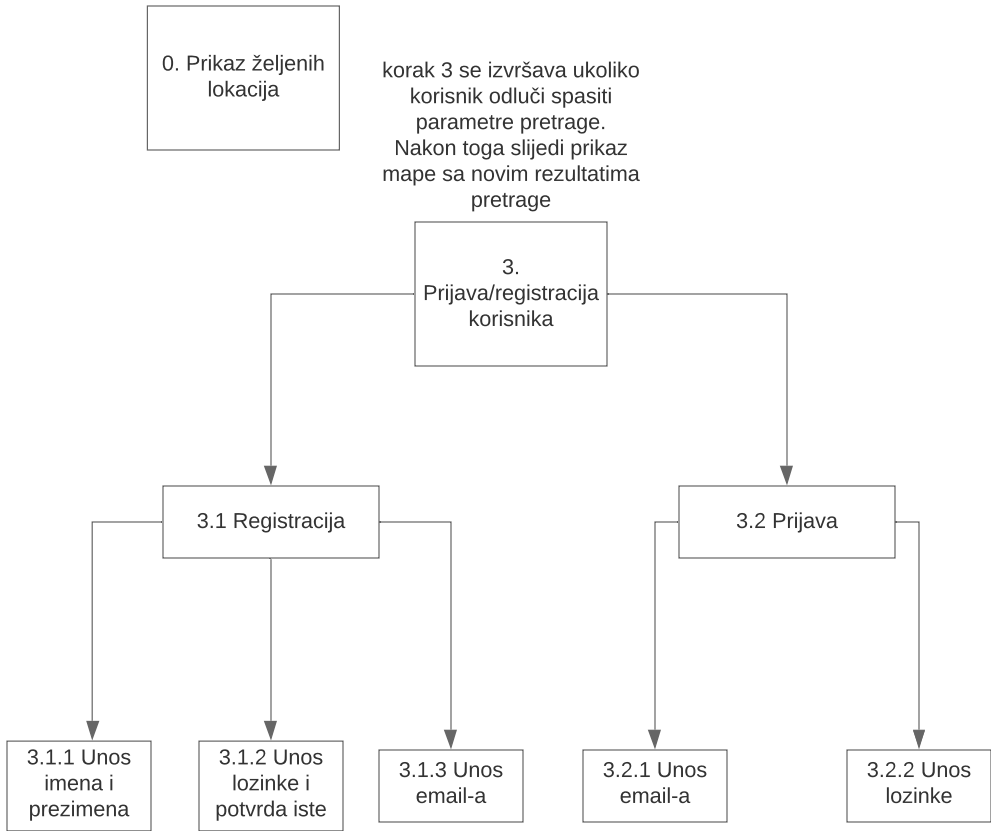 0. Prikaz željenih
lokacija
korak 3 se izvršava ukoliko
korisnik odluči spasiti
parametre pretrage.
Nakon toga slijedi prikaz
mape sa novim rezultatima
pretrage
3.
Prijava/registracija
korisnika
3.1 Registracija
3.2 Prijava
3.1.1 Unos
imena i
prezimena
3.1.2 Unos
lozinke i
potvrda iste
3.1.3 Unos
email-a
3.2.1 Unos
email-a
3.2.2 Unos
lozinke